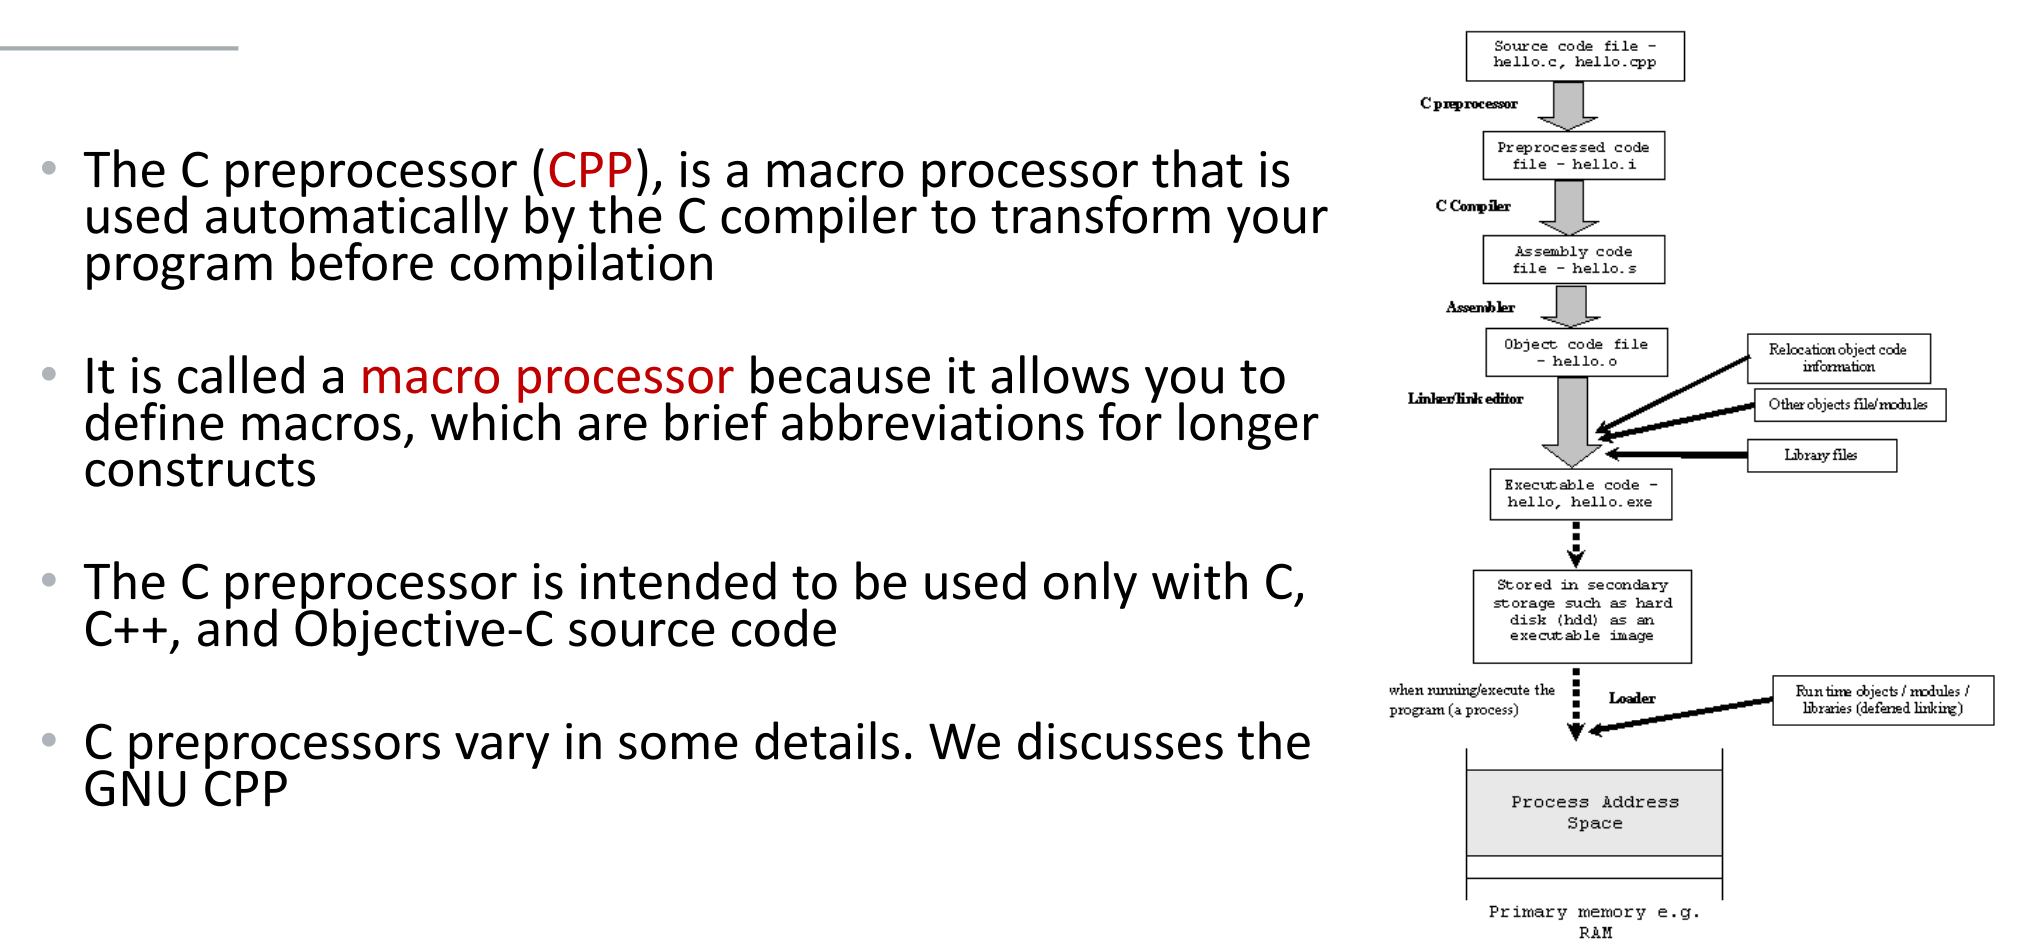 • The C preprocessor (CPP), is a macro processor that is
used automatically by the C compiler to transform your
program before compilation
• It is called a macro processor because it allows you to
define macros, which are brief abbreviations for longer
constructs
• The C preprocessor is intended to be used only with C,
C++, and Objective-C source code
• C preprocessors vary in some details. We discusses the
GNU CPP
Source code file -
hello.c, hello.cpp
C preprocessor
Preprocessed code
file - hello.i
C Compiler
Assembly code
file - hello.s
Assembler
Object code file
- hello.o
Relocation object code
information
Linker/link editor
Other objects file/modules
Library files
Executable code -
hello, hello.exe
Stored in secondary
storage such as hard
disk (hdd) as an
executable image
when running/execute the
program (a process)
Loader
Run time objects / modules /
libraries (deferred linking)
Process Address
Space
Primary memory e.g.
RAM